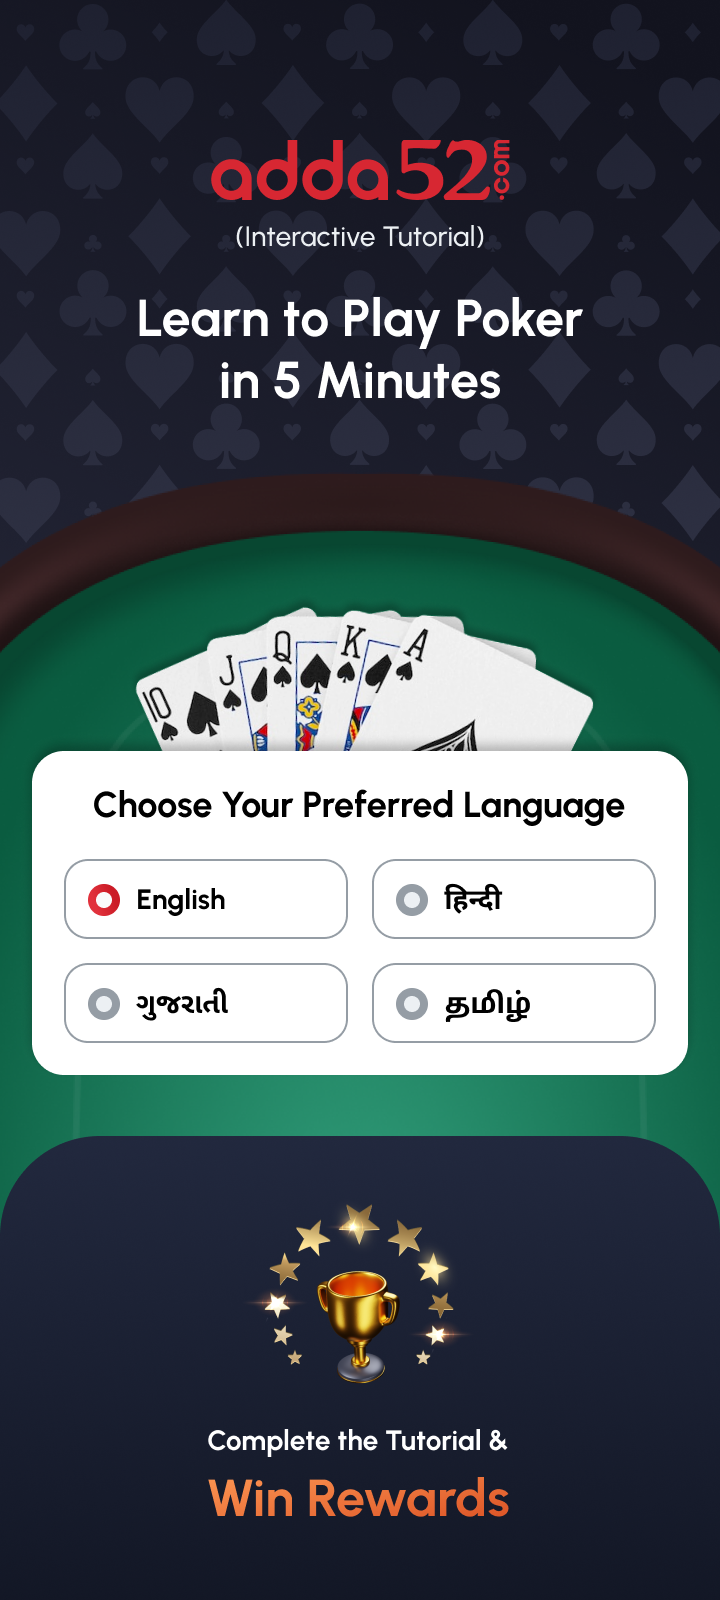 adda52.com
(Interactive Tutorial)
Learn to Play Poker
in 5 Minutes
10
J
Q
K
A
Choose Your Preferred Language
English
हिन्दी
ગુજરાતી
தமிழ்
Complete the Tutorial &
Win Rewards